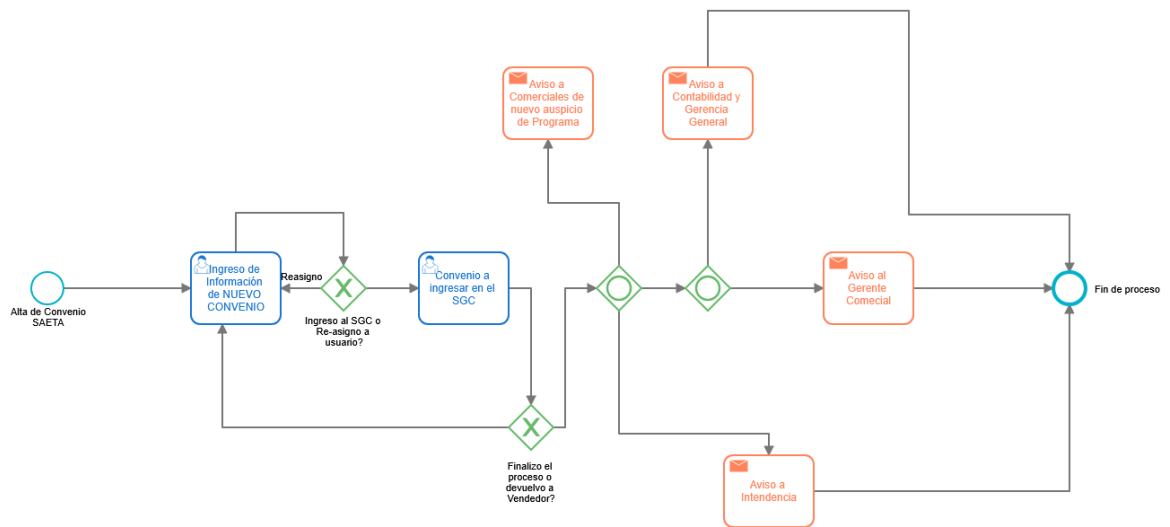 Aviso a
Comerciales de
nuevo auspicio
de Programa
Aviso a
Contabilidad y
Gerencia
General
Alta de Convenio
SAETA
Ingreso de
Información
de NUEVO
CONVENIO
Reasigno
Ingreso al SGC o
Re-asigno a
usuario?
Convenio a
ingresar en el
SGC
Aviso al
Gerente
Comecial
Fin de proceso
Finalizo el
proceso o
devuelvo a
Vendedor?
Aviso a
Intendencia